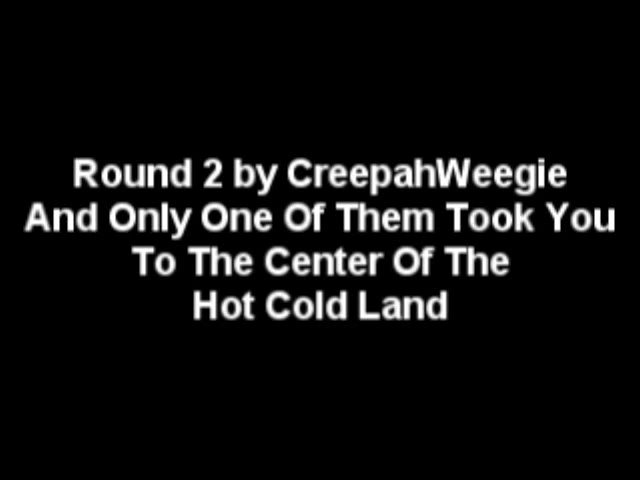 Round 2 by CreepahWeegie
And Only One Of Them Took You
To The Center Of The
Hot Cold Land